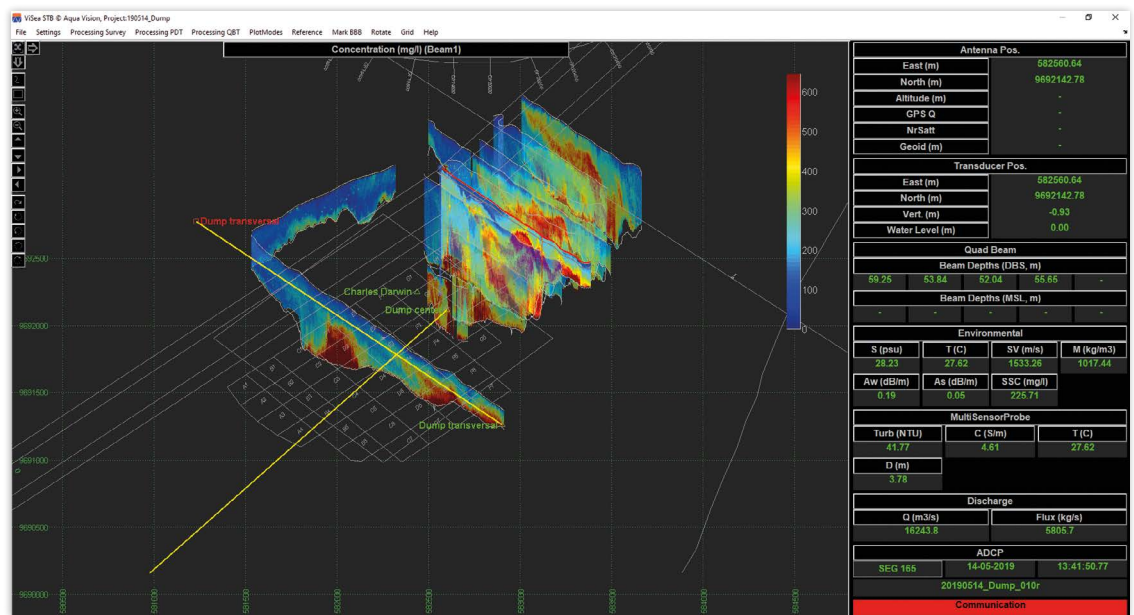 ViSea STB © Aqua Vision, Project:190514_Dump
File Settings Processing Survey Processing PDT Processing QBT PlotModes Reference Mark BBB Rotate Grid Help
Concentration (mg/l) (Beam1)
600
500
400
300
200
100
0
Dump transversal
Charles Darwin
Dump cent
Dump transversal
9692000
9691500
9691000
9690500
9690000
Antenna Pos.
East (m) 582560.64
North (m) 9692142.78
Altitude (m) -
GPS Q -
NrSatt -
Geoid (m) -
Transducer Pos.
East (m) 582560.64
North (m) 9692142.78
Vert. (m) -0.93
Water Level (m) 0.00
Quad Beam
Beam Depths (DBS, m)
59.25 53.84 52.04 55.65 -
Beam Depths (MSL, m)
- - - - -
Environmental
S (psu) T (C) SV (m/s) M (kg/m3)
28.23 27.62 1533.26 1017.44
Aw (dB/m) As (dB/m) SSC (mg/l)
0.19 0.05 225.71
MultiSensorProbe
Turb (NTU) C (S/m) T (C)
41.77 4.61 27.62
D (m)
3.78
Discharge
Q (m3/s) Flux (kg/s)
16243.8 5805.7
ADCP
SEG 165 14-05-2019 13:41:50.77
20190514_Dump_010r
Communication